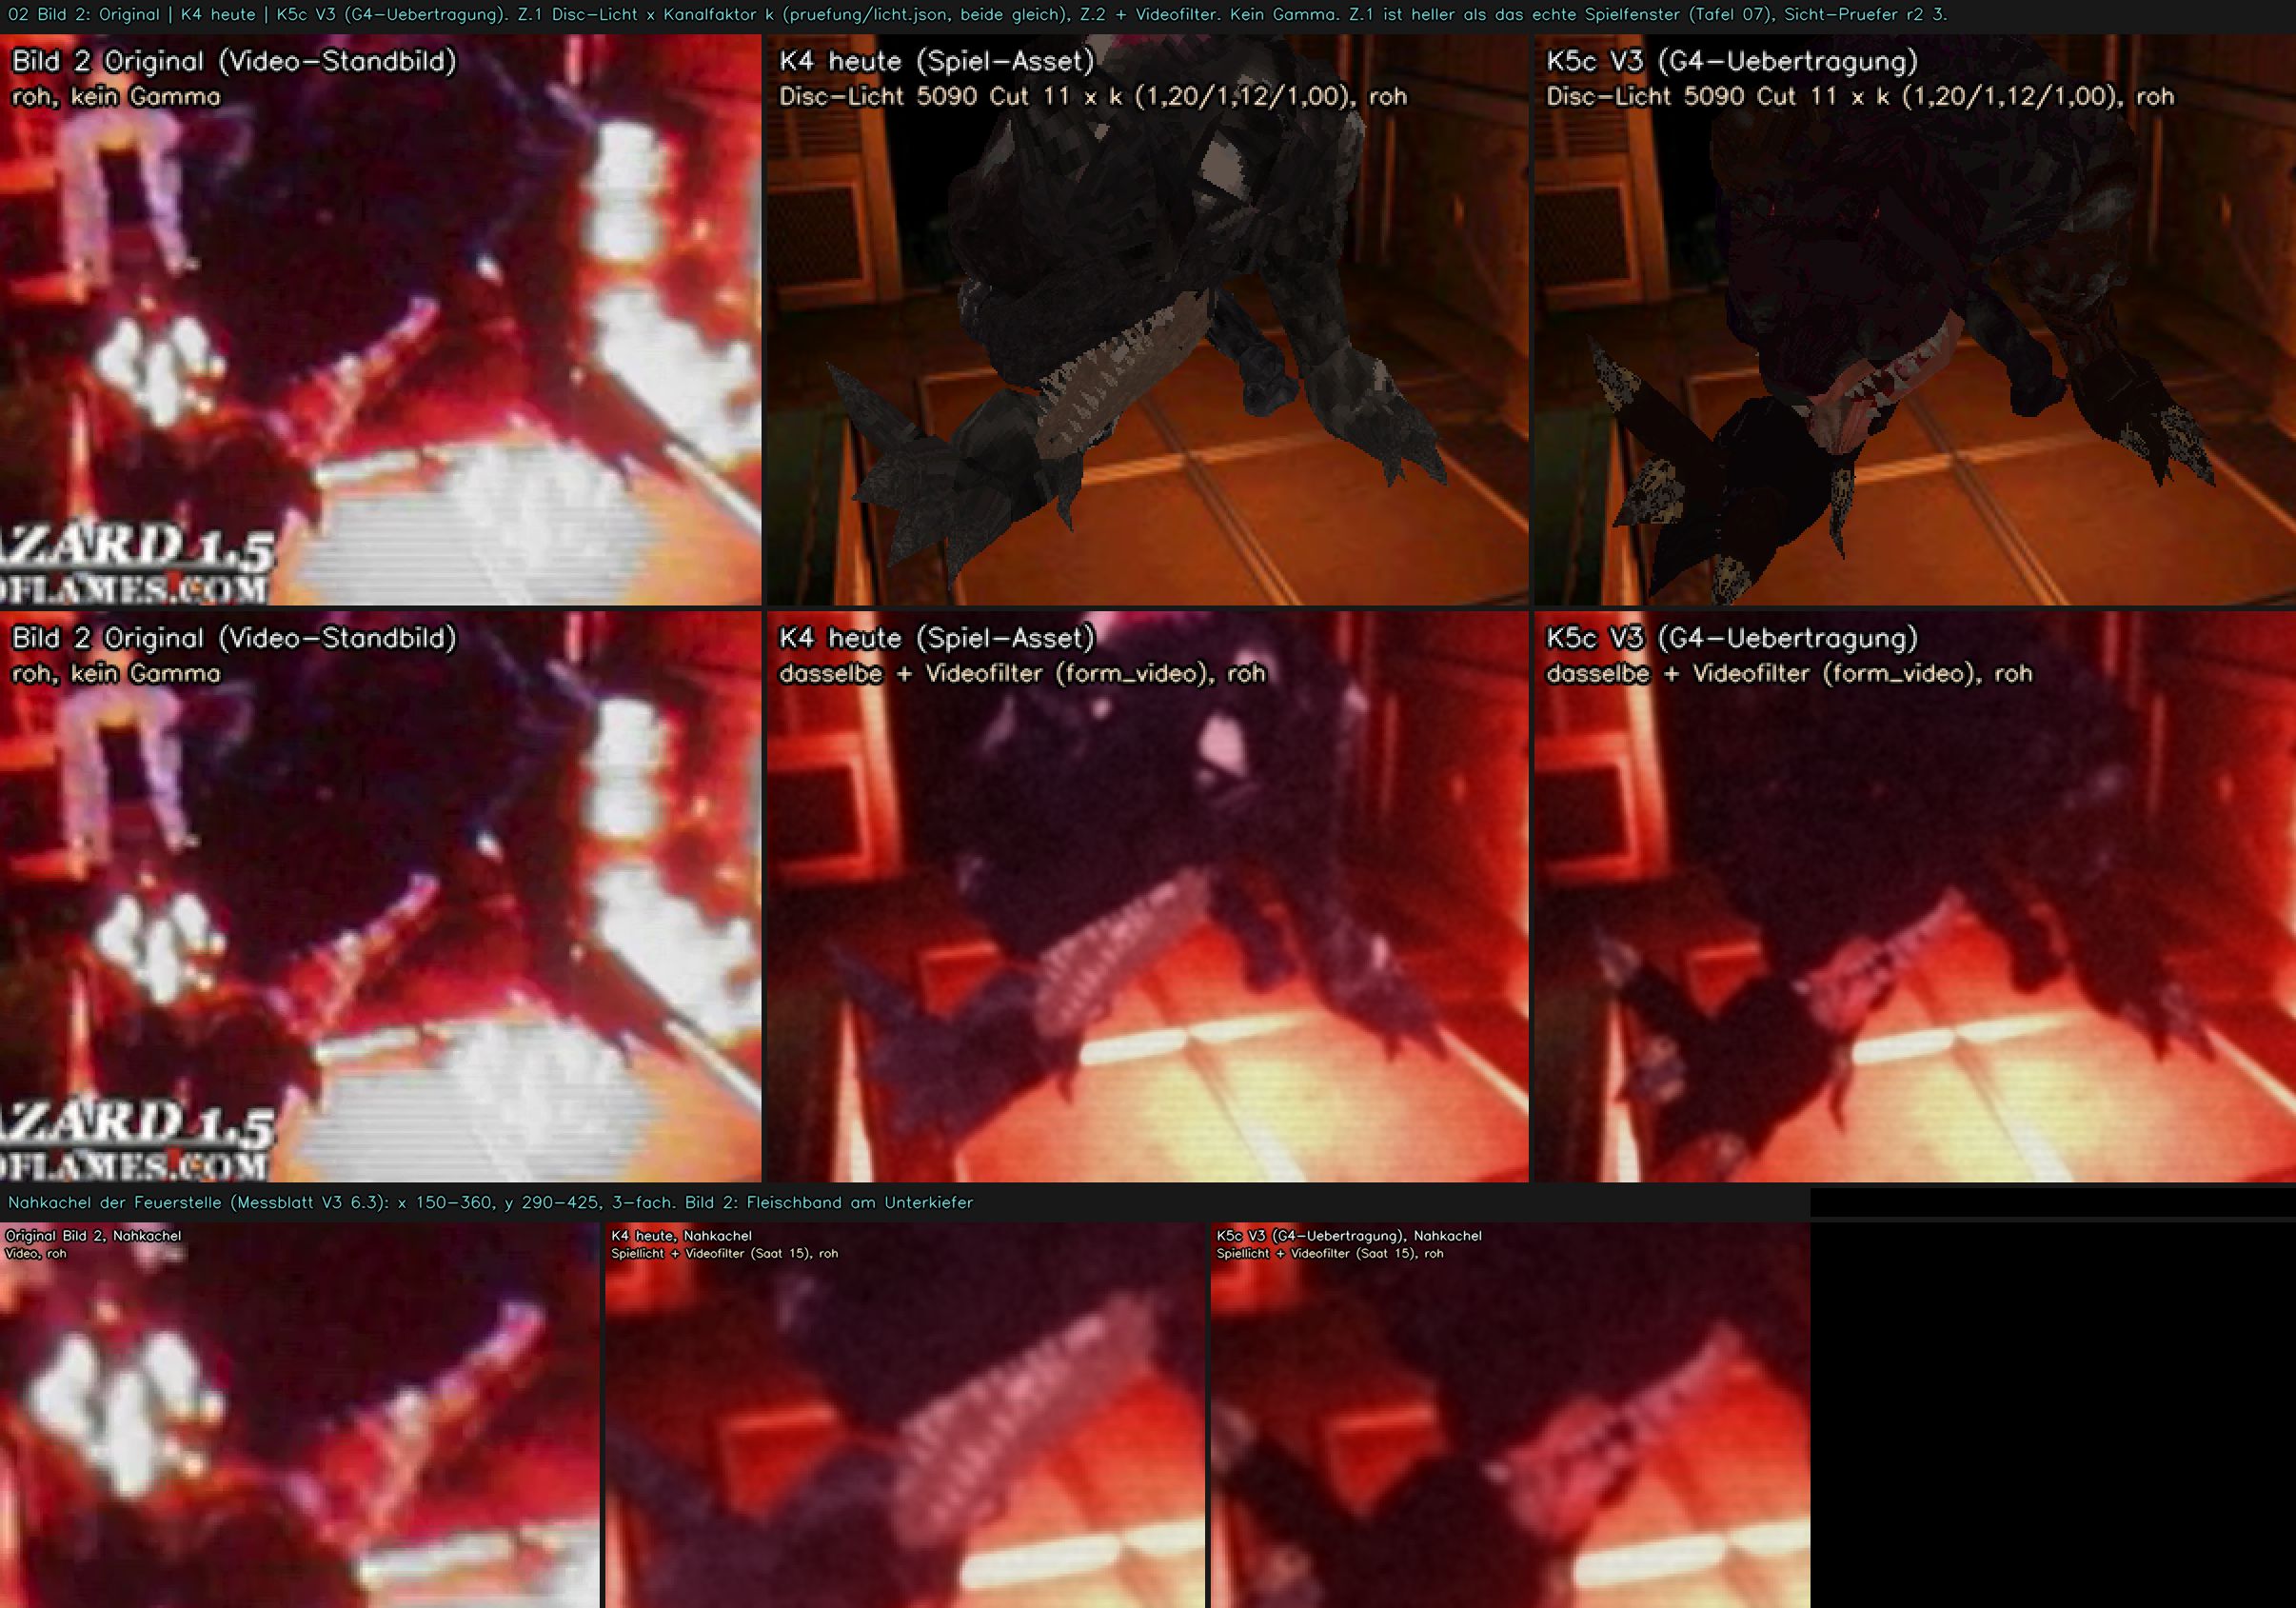 02 Bild 2: Original | K4 heute | K5c V3 (G4-Uebertragung). Z.1 Disc-Licht x Kanalfaktor k (pruefung/licht.json, beide gleich), Z.2 + Videofilter. Kein Gamma. Z.1 ist heller als das echte Spielfenster (Tafel 07), Sicht-Pruefer r2 3.
Bild 2 Original (Video-Standbild)
roh, kein Gamma
K4 heute (Spiel-Asset)
Disc-Licht 5090 Cut 11 x k (1,20/1,12/1,00), roh
K5c V3 (G4-Uebertragung)
Disc-Licht 5090 Cut 11 x k (1,20/1,12/1,00), roh
AZARD 1.5
OFLAMES.COM
Bild 2 Original (Video-Standbild)
roh, kein Gamma
K4 heute (Spiel-Asset)
dasselbe + Videofilter (form_video), roh
K5c V3 (G4-Uebertragung)
dasselbe + Videofilter (form_video), roh
AZARD 1.5
OFLAMES.COM
Nahkachel der Feuerstelle (Messblatt V3 6.3): x 150-360, y 290-425, 3-fach. Bild 2: Fleischband am Unterkiefer
Original Bild 2, Nahkachel
Video, roh
K4 heute, Nahkachel
Spiellicht + Videofilter (Saat 15), roh
K5c V3 (G4-Uebertragung), Nahkachel
Spiellicht + Videofilter (Saat 15), roh